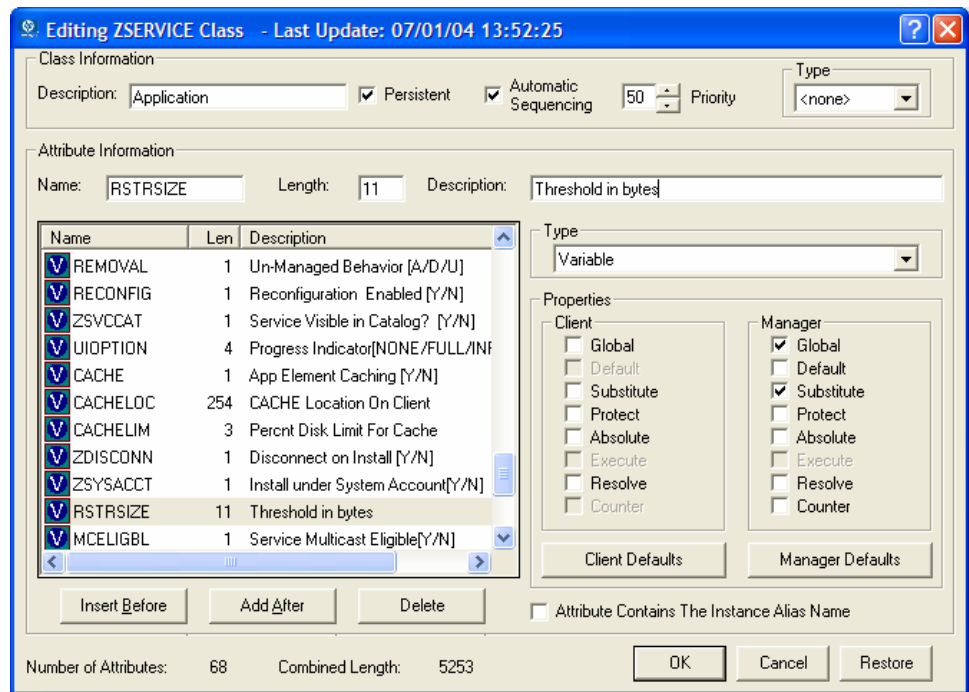 Editing ZSERVICE Class - Last Update: 07/01/04 13:52:25
Class Information
Description: Application
Persistent
Automatic Sequencing
50 Priority
Type
<none>
Attribute Information
Name: RSTRSIZE Length: 11 Description: Threshold in bytes
Name Len Description
V REMOVAL 1 Un-Managed Behavior [A/D/U]
V RECONFIG 1 Reconfiguration Enabled [Y/N]
V ZSVCCAT 1 Service Visible in Catalog? [Y/N]
V UIOPTION 4 Progress Indicator[NONE/FULL/INF
V CACHE 1 App Element Caching [Y/N]
V CACHELOC 254 CACHE Location On Client
V CACHELIM 3 Percnt Disk Limit For Cache
V ZDISCONN 1 Disconnect on Install [Y/N]
V ZSYSACCT 1 Install under System Account[Y/N]
V RSTRSIZE 11 Threshold in bytes
V MCELIGBL 1 Service Multicast Eligible[Y/N]
Insert Before Add After Delete
Type
Variable
Properties
Client
Global
Default
Substitute
Protect
Absolute
Execute
Resolve
Counter
Client Defaults
Manager
Global
Default
Substitute
Protect
Absolute
Execute
Resolve
Counter
Manager Defaults
Attribute Contains The Instance Alias Name
Number of Attributes: 68 Combined Length: 5253
OK Cancel Restore